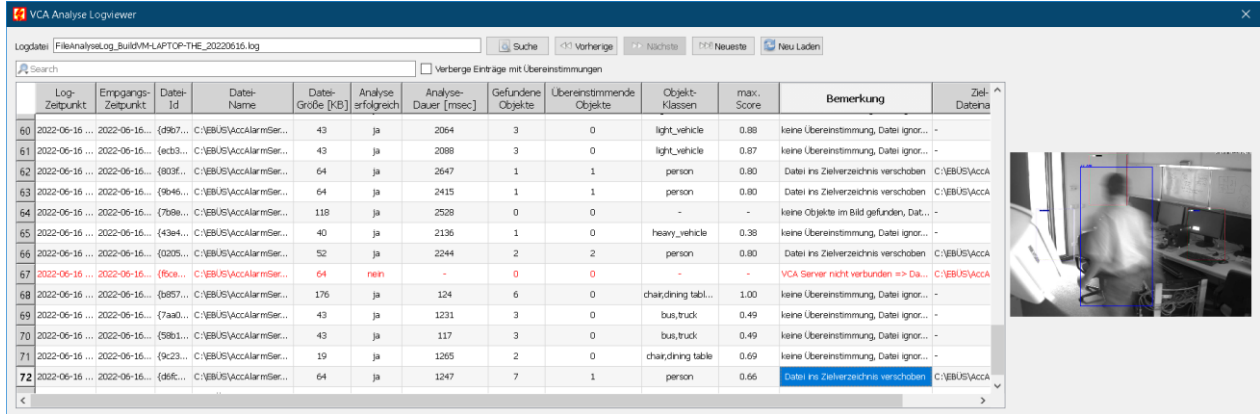 VCA Analyse Logviewer
Logdatei FileAnalyseLog_BuildVM-LAPTOP-THE_20220616.log Suche Vorherige Nächste Neueste Neu Laden
Search Verberge Einträge mit Übereinstimmungen
Log-Zeitpunkt Empgangs-Zeitpunkt Datei-Id Datei-Name Datei-Größe [KB] Analyse erfolgreich Analyse-Dauer [msec] Gefundene Objekte Übereinstimmende Objekte Objekt-Klassen max. Score Bemerkung Ziel-Dateina
60 2022-06-16 ... 2022-06-16... {d9b7... C:\EBÜS\AccAlarmSer... 43 ja 2064 3 0 light_vehicle 0.88 keine Übereinstimmung, Datei ignor... -
61 2022-06-16 ... 2022-06-16... {ecb3... C:\EBÜS\AccAlarmSer... 43 ja 2088 3 0 light_vehicle 0.87 keine Übereinstimmung, Datei ignor... -
62 2022-06-16 ... 2022-06-16... {803f... C:\EBÜS\AccAlarmSer... 64 ja 2647 1 1 person 0.80 Datei ins Zielverzeichnis verschoben C:\EBÜS\AccA
63 2022-06-16 ... 2022-06-16... {9b46... C:\EBÜS\AccAlarmSer... 64 ja 2415 1 1 person 0.80 Datei ins Zielverzeichnis verschoben C:\EBÜS\AccA
64 2022-06-16 ... 2022-06-16... {7b8e... C:\EBÜS\AccAlarmSer... 118 ja 2528 0 0 - - keine Objekte im Bild gefunden, Dat... -
65 2022-06-16 ... 2022-06-16... {43e4... C:\EBÜS\AccAlarmSer... 40 ja 2136 1 0 heavy_vehicle 0.38 keine Übereinstimmung, Datei ignor... -
66 2022-06-16 ... 2022-06-16... {0205... C:\EBÜS\AccAlarmSer... 52 ja 2244 2 2 person 0.80 Datei ins Zielverzeichnis verschoben C:\EBÜS\AccA
67 2022-06-16 ... 2022-06-16... {f6ce... C:\EBÜS\AccAlarmSer... 64 nein - 0 0 - - VCA Server nicht verbunden => Da... C:\EBÜS\AccA
68 2022-06-16 ... 2022-06-16... {b857... C:\EBÜS\AccAlarmSer... 176 ja 124 6 0 chair,dining tabl... 1.00 keine Übereinstimmung, Datei ignor... -
69 2022-06-16 ... 2022-06-16... {7aa0... C:\EBÜS\AccAlarmSer... 43 ja 1231 3 0 bus,truck 0.49 keine Übereinstimmung, Datei ignor... -
70 2022-06-16 ... 2022-06-16... {58b1... C:\EBÜS\AccAlarmSer... 43 ja 117 3 0 bus,truck 0.49 keine Übereinstimmung, Datei ignor... -
71 2022-06-16 ... 2022-06-16... {9c23... C:\EBÜS\AccAlarmSer... 19 ja 1265 2 0 chair,dining table 0.69 keine Übereinstimmung, Datei ignor... -
72 2022-06-16 ... 2022-06-16... {d6fc... C:\EBÜS\AccAlarmSer... 64 ja 1247 7 1 person 0.66 Datei ins Zielverzeichnis verschoben C:\EBÜS\AccA